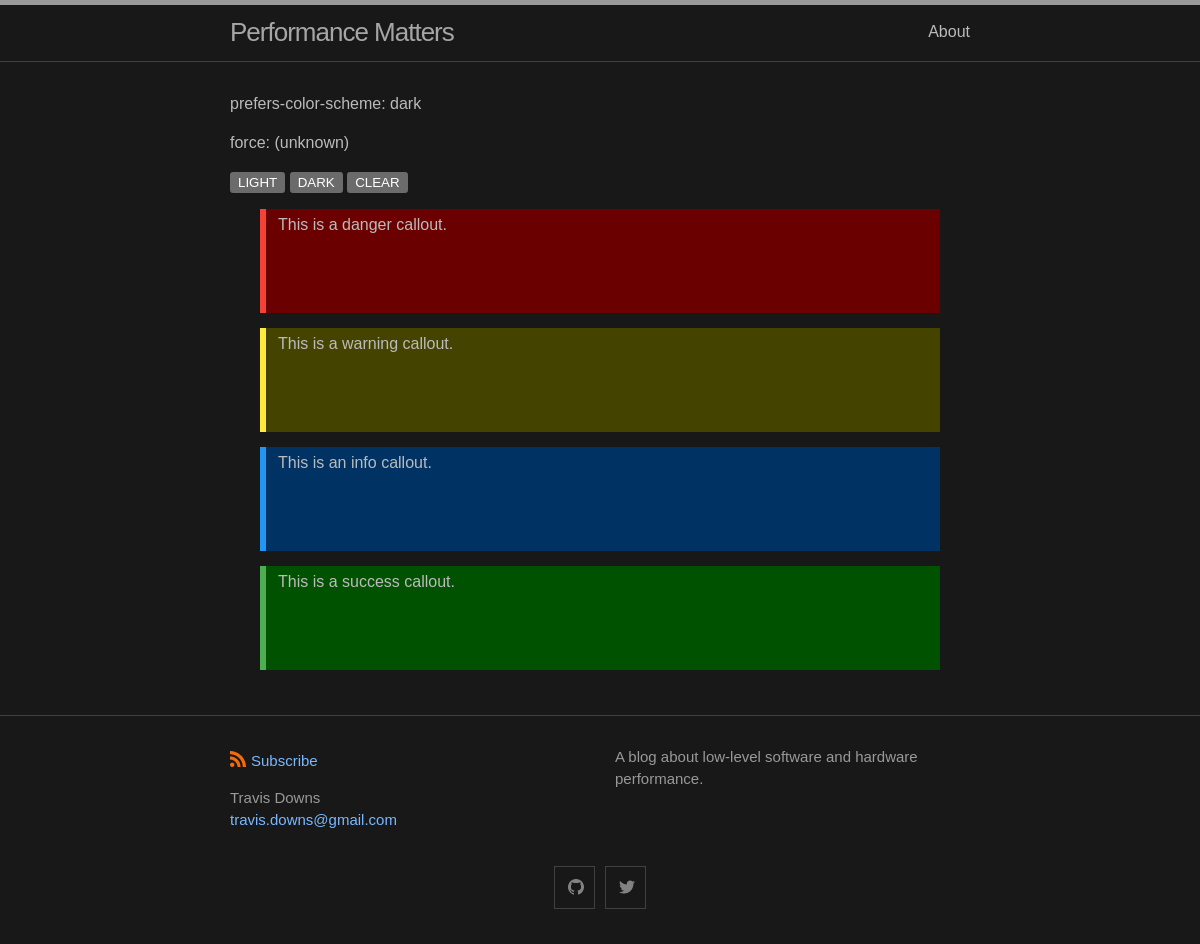 Performance Matters
About
prefers-color-scheme: dark
force: (unknown)
LIGHT DARK CLEAR
This is a danger callout.
This is a warning callout.
This is an info callout.
This is a success callout.
Subscribe
Travis Downs
travis.downs@gmail.com
A blog about low-level software and hardware
performance.